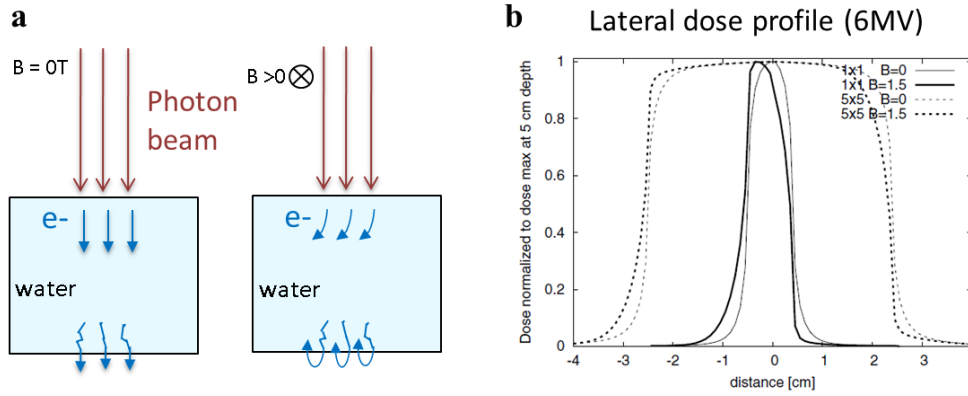 a
B = 0T
Photon
beam
e-
water
B >0
e-
water
b
Lateral dose profile (6MV)
Dose normalized to dose max at 5 cm depth
1
0.8
0.6
0.4
0.2
0
1x1 B=0
1x1 B=1.5
5x5 B=0
5x5 B=1.5
-4 -3 -2 -1 0 1 2 3
distance [cm]